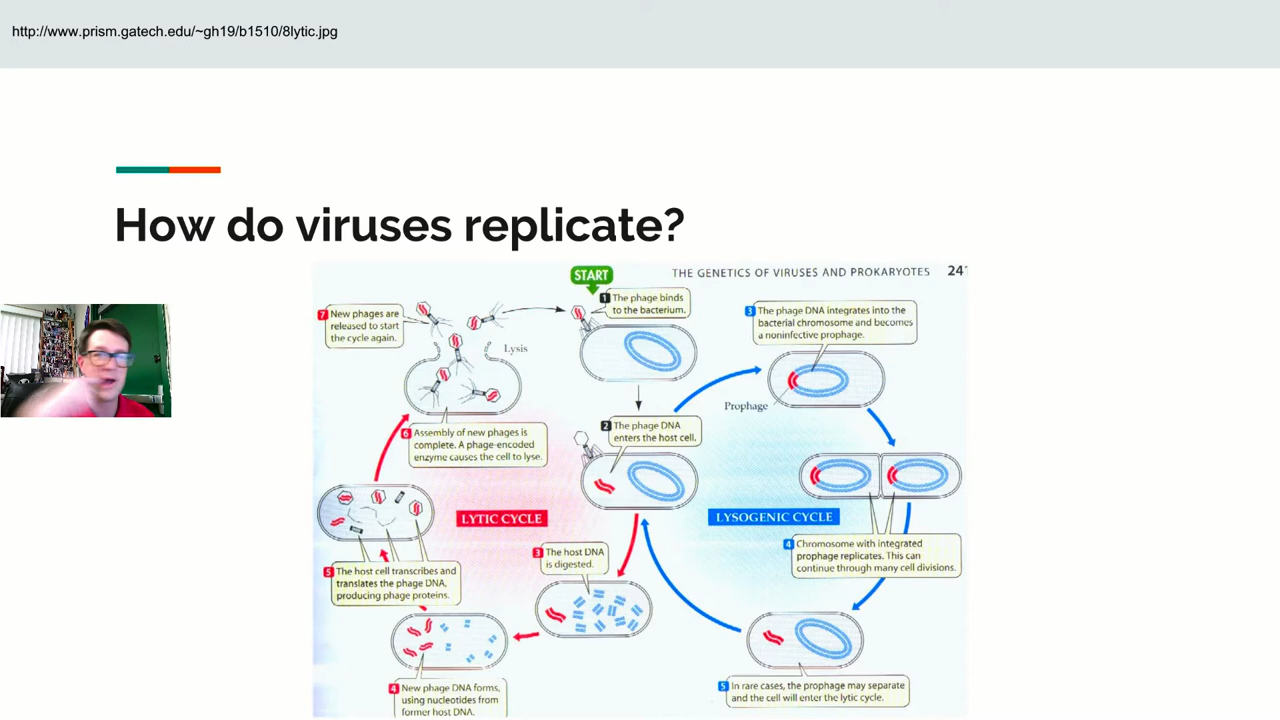 http://www.prism.gatech.edu/~gh19/b1510/8lytic.jpg
How do viruses replicate?
START
THE GENETICS OF VIRUSES AND PROKARYOTES 241
1 The phage binds
to the bacterium.
7 New phages are
released to start
the cycle again.
Lysis
3 The phage DNA integrates into the
bacterial chromosome and becomes
a noninfective prophage.
Prophage
2 The phage DNA
enters the host cell.
6 Assembly of new phages is
complete. A phage-encoded
enzyme causes the cell to lyse.
LYTIC CYCLE
LYSOGENIC CYCLE
4 Chromosome with integrated
prophage replicates. This can
continue through many cell divisions.
3 The host DNA
is digested.
5 The host cell transcribes and
translates the phage DNA,
producing phage proteins.
4 New phage DNA forms,
using nucleotides from
former host DNA.
5 In rare cases, the prophage may separate
and the cell will enter the lytic cycle.